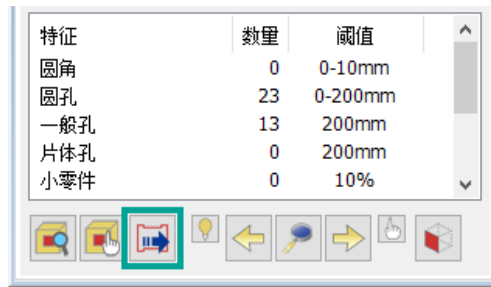 特征 数量 阈值
圆角 0 0-10mm
圆孔 23 0-200mm
一般孔 13 200mm
片体孔 0 200mm
小零件 0 10%